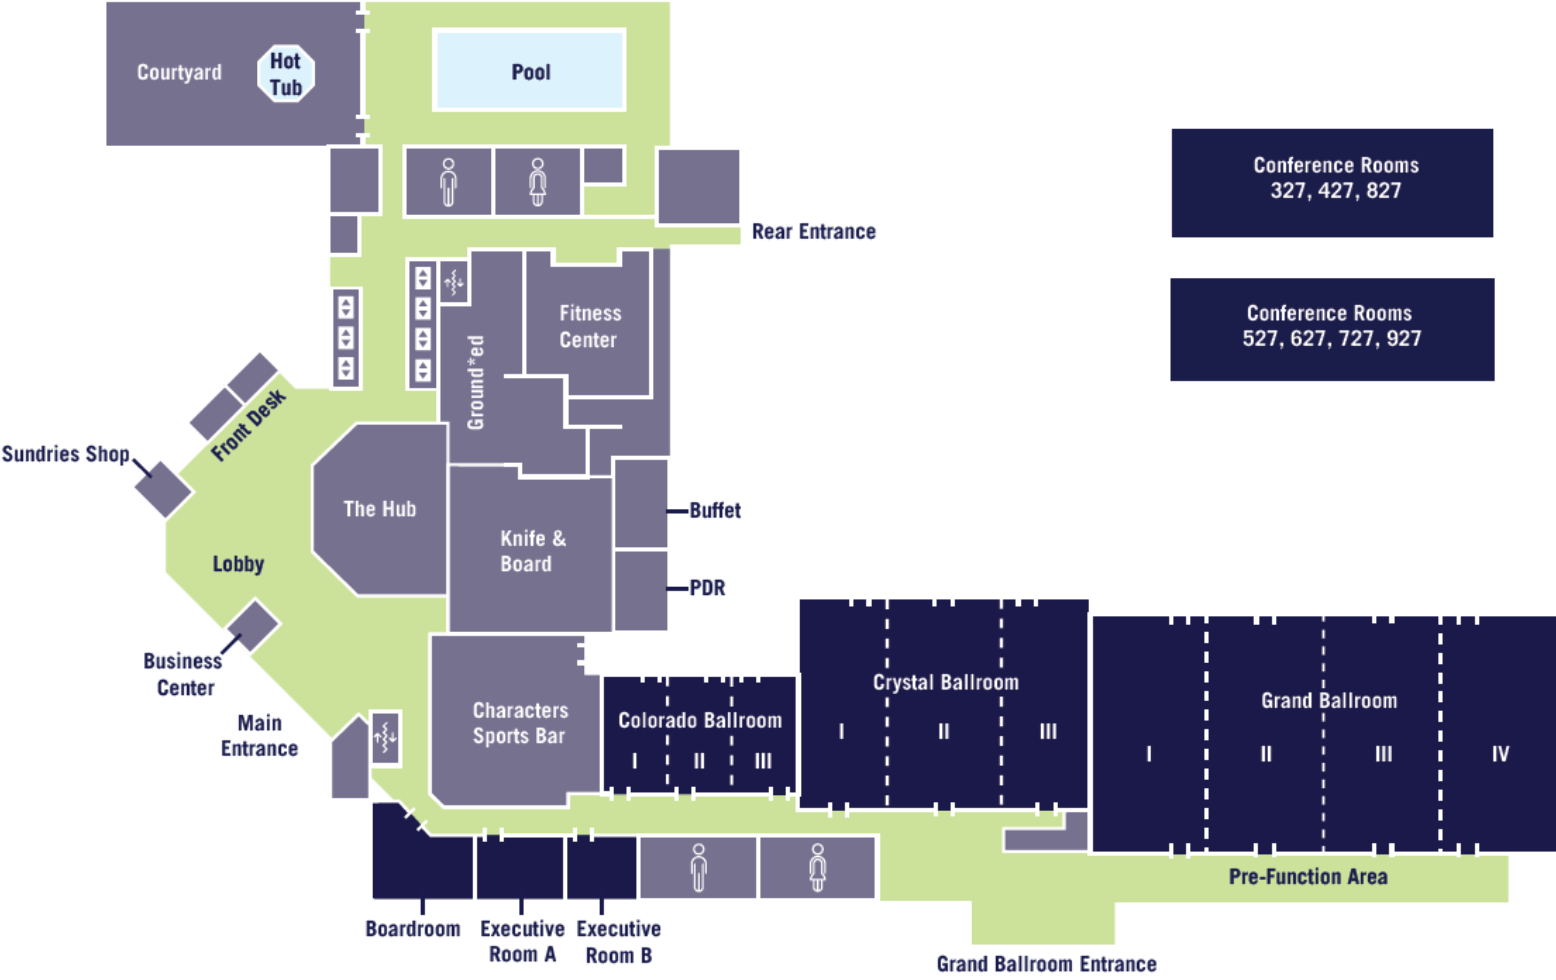 Courtyard
Hot
Tub
Pool
Conference Rooms
327, 427, 827
Rear Entrance
Conference Rooms
527, 627, 727, 927
Fitness
Center
Ground*ed
Front Desk
Sundries Shop
The Hub
Buffet
Knife &
Board
Lobby
PDR
Business
Center
Main
Entrance
Characters
Sports Bar
Colorado Ballroom
I II III
Crystal Ballroom
I II III
Grand Ballroom
I II III IV
Pre-Function Area
Boardroom
Executive
Room A
Executive
Room B
Grand Ballroom Entrance